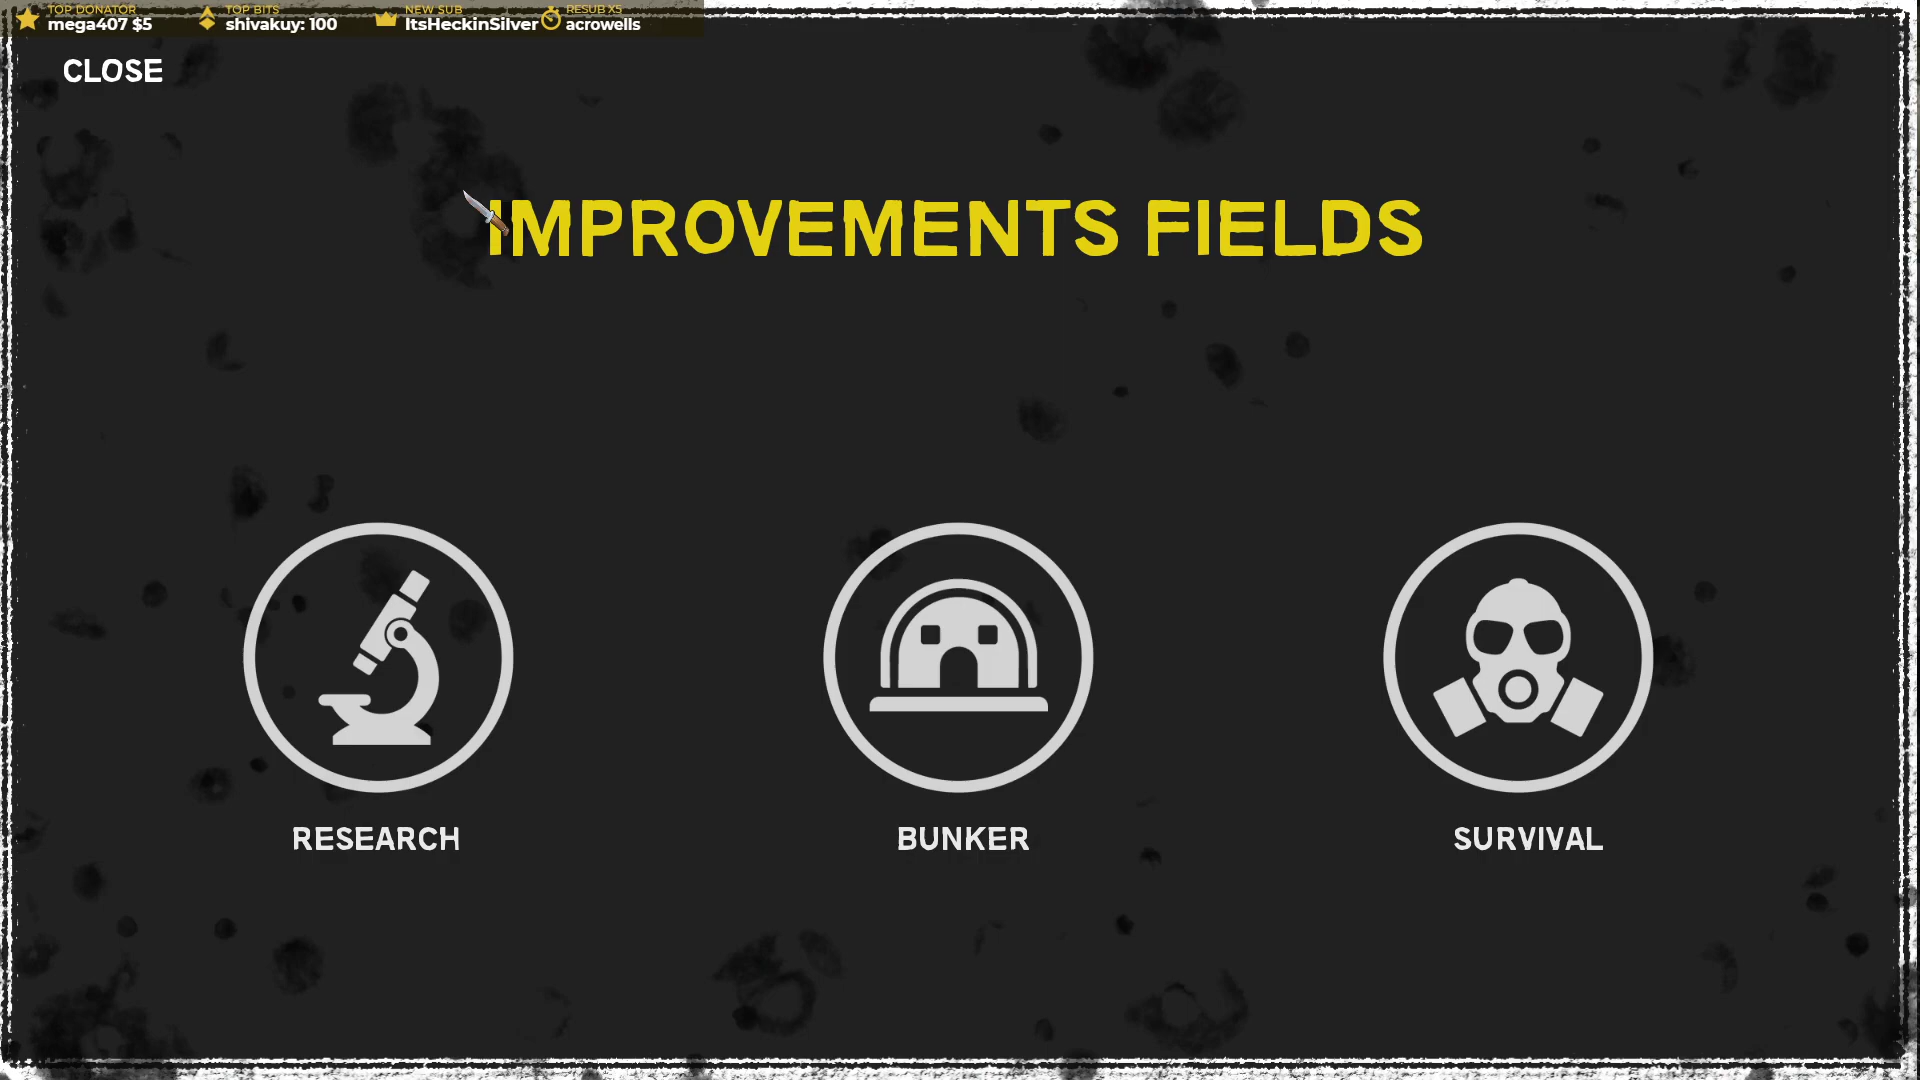 TOP DONATOR
mega407 $5
TOP BITS
shivakuy: 100
NEW SUB
ItsHeckinSilver
RESUB X5
acrowells
CLOSE
IMPROVEMENTS FIELDS
RESEARCH
BUNKER
SURVIVAL